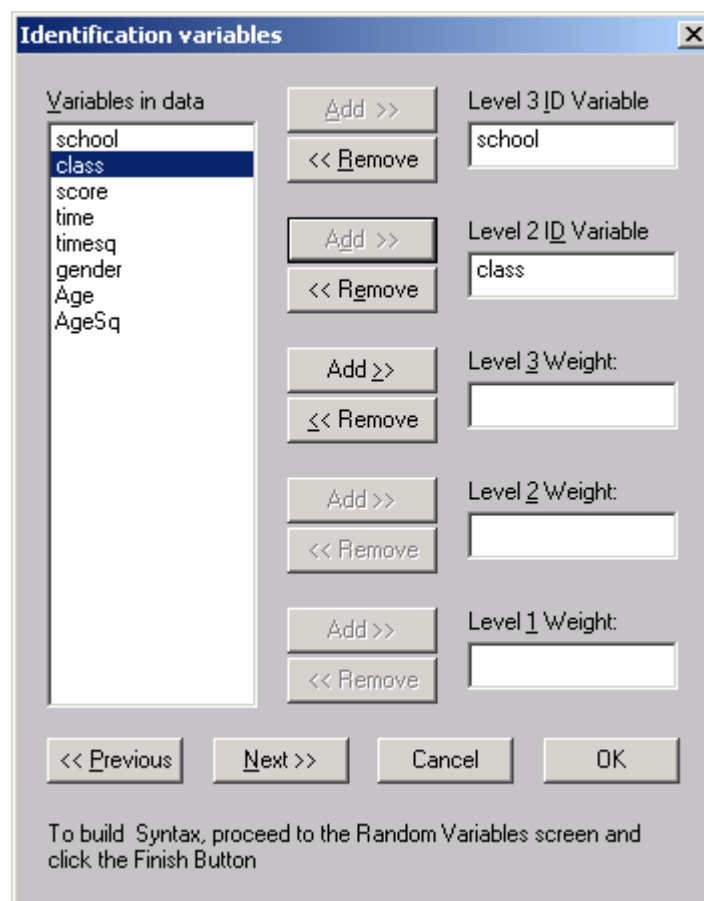 Identification variables
Variables in data
school
class
score
time
timesq
gender
Age
AgeSq
Add >>
<< Remove
Level 3 ID Variable
school
Add >>
<< Remove
Level 2 ID Variable
class
Add >>
<< Remove
Level 3 Weight:
Add >>
<< Remove
Level 2 Weight:
Add >>
<< Remove
Level 1 Weight:
<< Previous
Next >>
Cancel
OK
To build Syntax, proceed to the Random Variables screen and
click the Finish Button